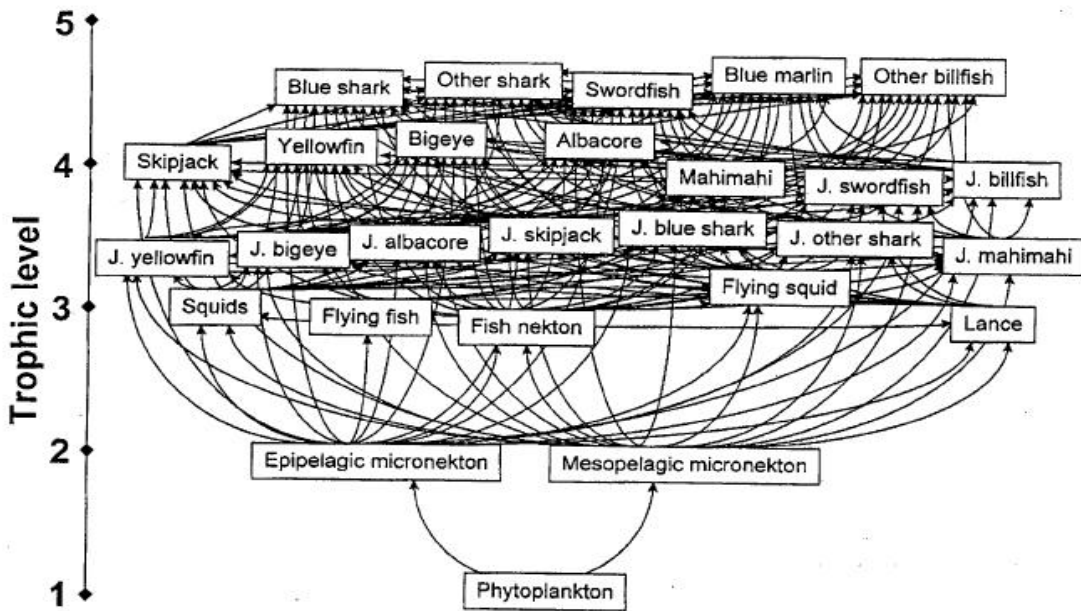 5
Blue shark
Other shark
Swordfish
Blue marlin
Other billfish
4
Skipjack
Yellowfin
Bigeye
Albacore
Mahimahi
J. swordfish
J. billfish
J. yellowfin
J. bigeye
J. albacore
J. skipjack
J. blue shark
J. other shark
J. mahimahi
3
Squids
Flying fish
Fish nekton
Flying squid
Lance
2
Epipelagic micronekton
Mesopelagic micronekton
1
Phytoplankton
Trophic level